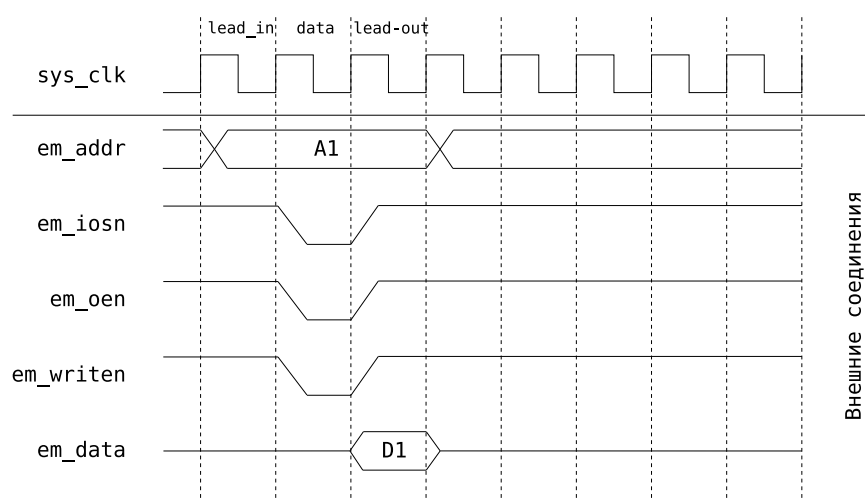 lead_in data lead-out
sys_clk
em_addr A1
em_iosn
em_oen
em_writen
em_data D1
Внешние соединения